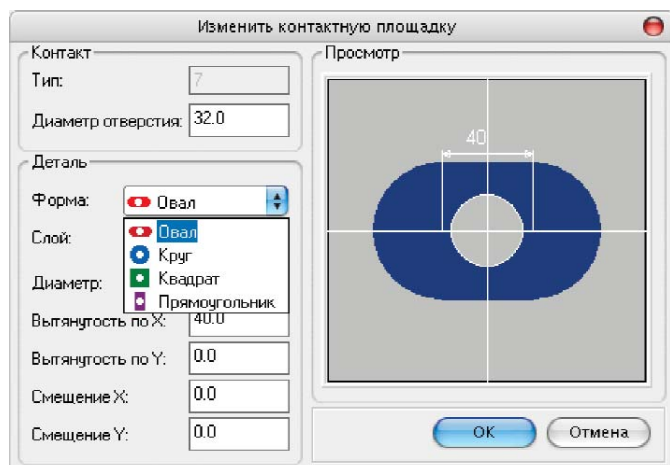 Изменить контактную площадку
Контакт
Тип: 7
Диаметр отверстия: 32.0
Деталь
Форма: Овал
Слой: Овал
Круг
Диаметр: Квадрат
Прямоугольник
Вытянутость по X: 40.0
Вытянутость по Y: 0.0
Смещение X: 0.0
Смещение Y: 0.0
Просмотр
40
OK Отмена